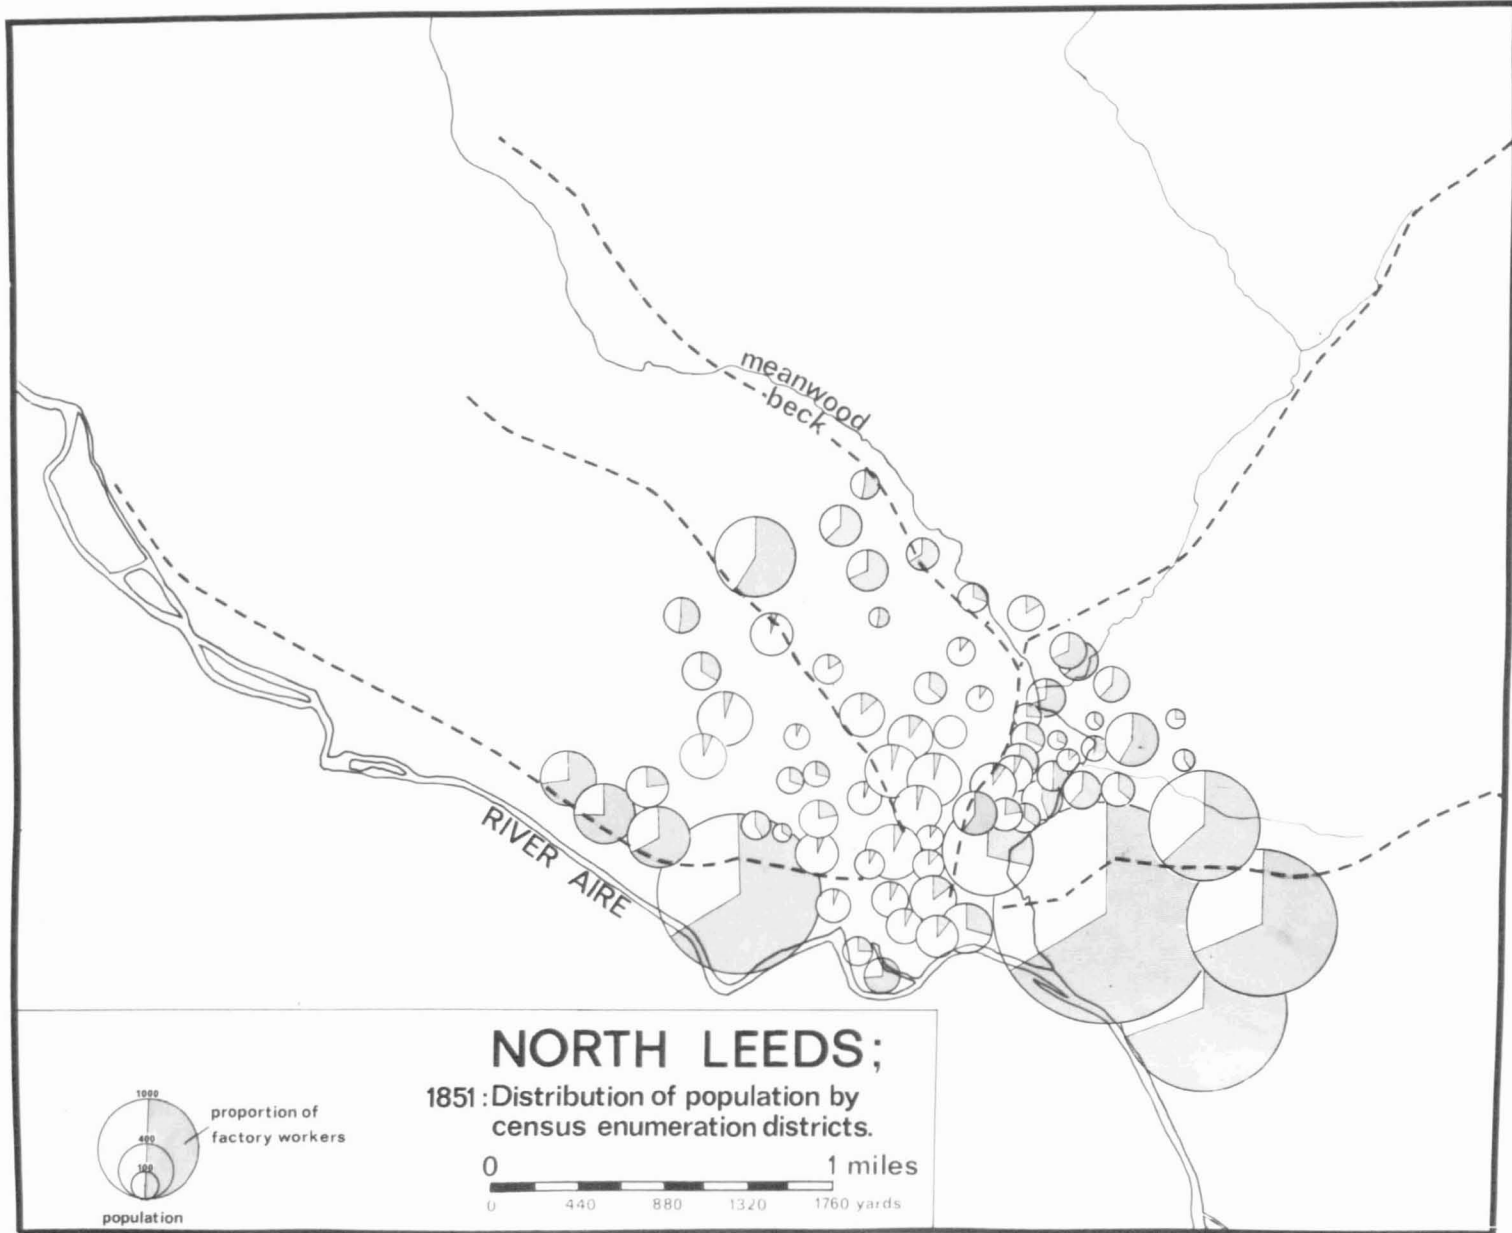 meanwood
beck
RIVER AIRE
NORTH LEEDS;
1851: Distribution of population by
census enumeration districts.
0 1 miles
0 440 880 1320 1760 yards
1000
proportion of
factory workers
400
100
population